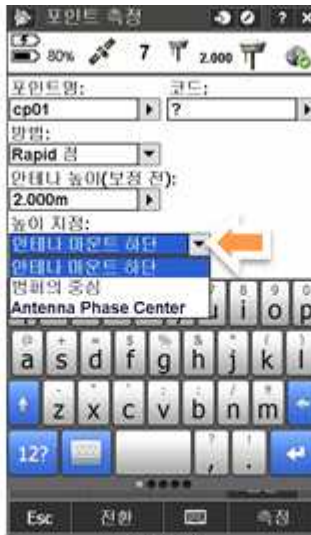 포인트 측정
? x
80% 7 2.000
포인트명: 코드:
cp01 ?
방법:
Rapid 점
안테나 높이(보정 전):
2.000m
높이 지정:
안테나 마운트 하단
안테나 마운트 하단
범퍼의 중심
Antenna Phase Center
u i o p
a s d f g h j k l
z x c v b n m
12? , .
Esc 전환 측정